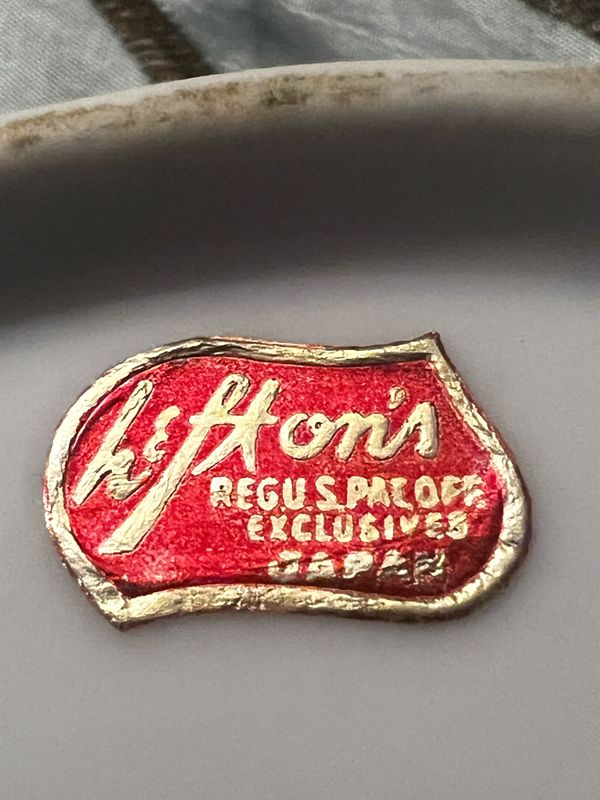 Lefton's
REG.U.S.PAT.OFF.
EXCLUSIVES
JAPAN